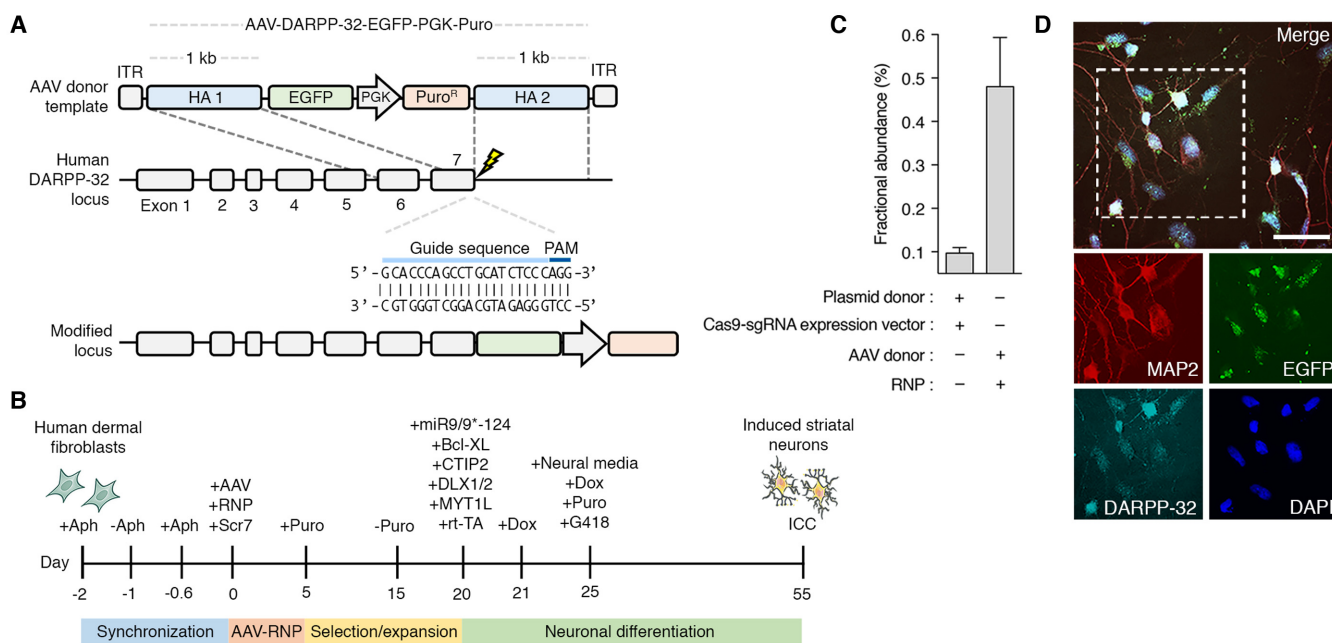 A
AAV-DARPP-32-EGFP-PGK-Puro
1 kb
1 kb
ITR
ITR
AAV donor
template
HA 1
EGFP
PGK
Puroᴿ
HA 2
Human
DARPP-32
locus
7
Exon 1
2
3
4
5
6
Guide sequence
PAM
5'-GCACCCAGCCTGCATCTCCCAGG-3'
3'-CGTGGGTCGGACGTAGAGGGTCC-5'
Modified
locus
B
Human dermal
fibroblasts
+Aph
-Aph
+Aph
+AAV
+RNP
+Scr7
+Puro
-Puro
+miR9/9*-124
+Bcl-XL
+CTIP2
+DLX1/2
+MYT1L
+rt-TA
+Dox
+Neural media
+Dox
+Puro
+G418
Induced striatal
neurons
ICC
Day
-2
-1
-0.6
0
5
15
20
21
25
55
Synchronization
AAV-RNP
Selection/expansion
Neuronal differentiation
C
Fractional abundance (%)
0.6
0.5
0.4
0.3
0.2
0.1
Plasmid donor : + –
Cas9-sgRNA expression vector : + –
AAV donor : – +
RNP : – +
D
Merge
MAP2
EGFP
DARPP-32
DAPI